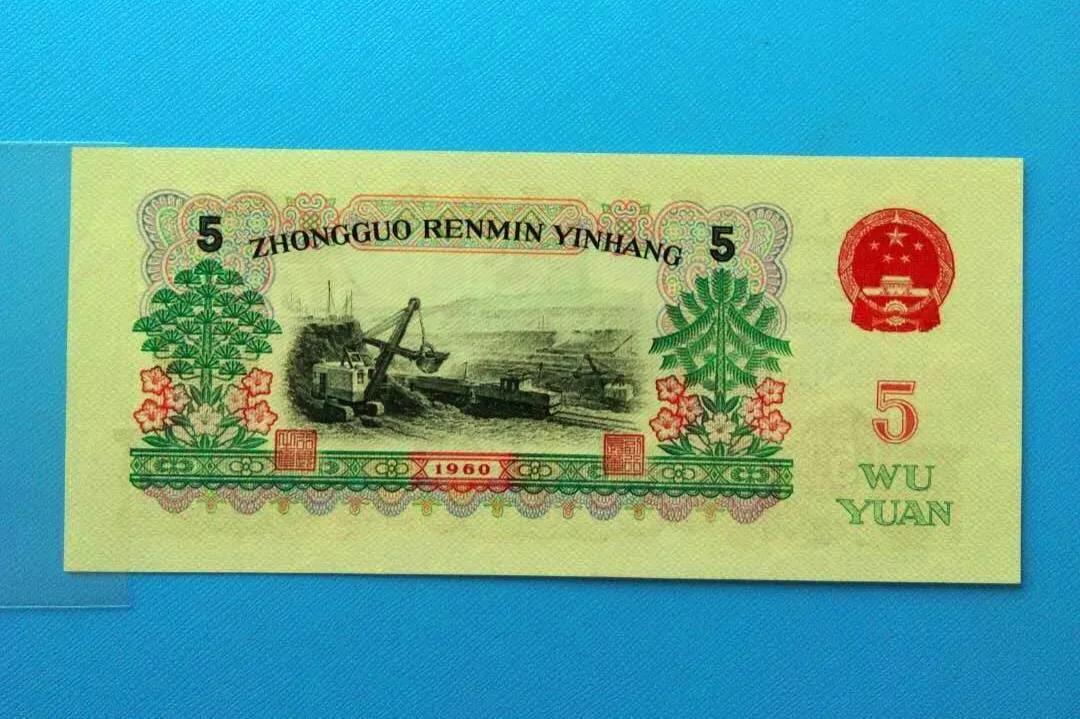 5 ZHONGGUO RENMIN YINHANG 5
1960
5
WU
YUAN